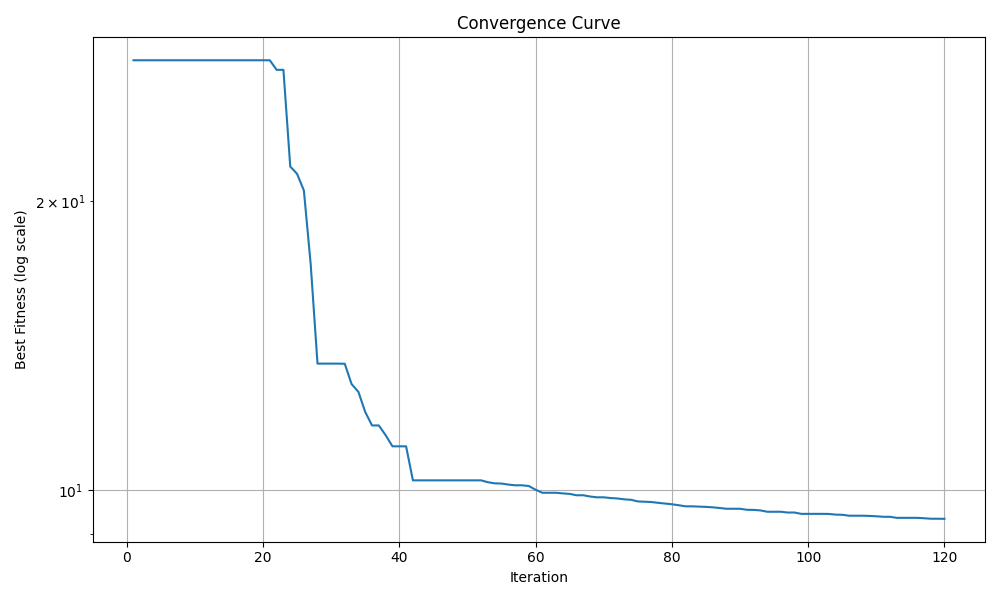 Convergence Curve
Best Fitness (log scale)
2 × 10¹
10¹
0 20 40 60 80 100 120
Iteration